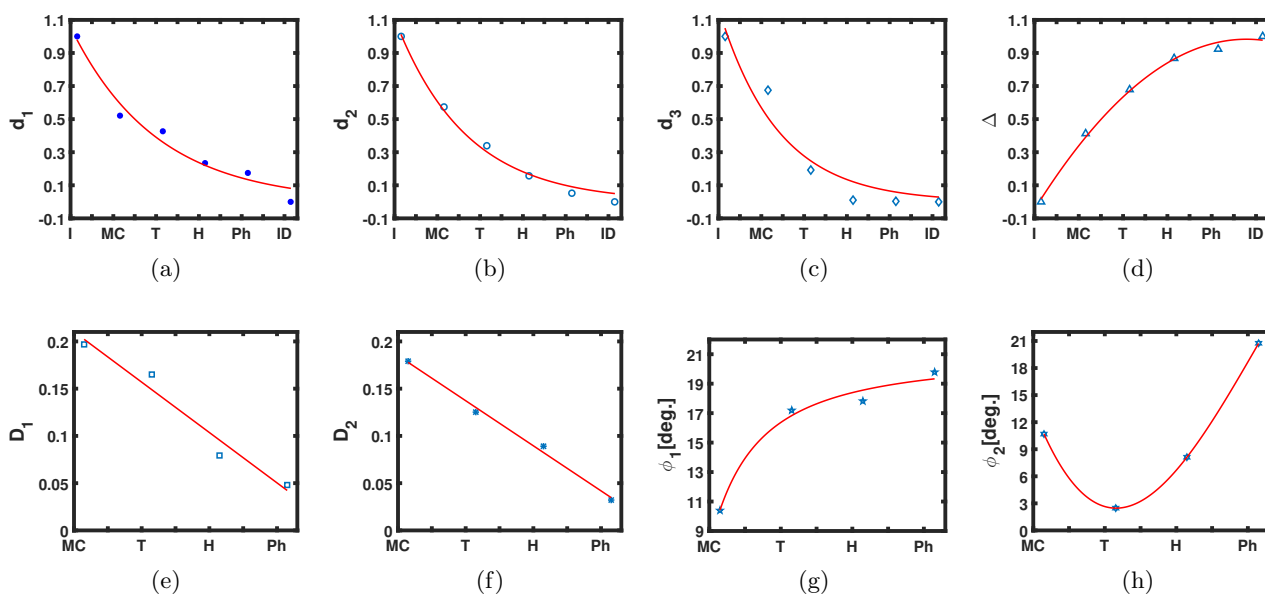 1.1 1.1 1.1 1.1
0.9 0.9 0.9 0.9
0.7 0.7 0.7 0.7
d1 0.5 d2 0.5 d3 0.5 Δ 0.5
0.3 0.3 0.3 0.3
0.1 0.1 0.1 0.1
-0.1 -0.1 -0.1 -0.1
I MC T H Ph ID I MC T H Ph ID I MC T H Ph ID I MC T H Ph ID
(a) (b) (c) (d)
0.2 0.2 21 21
0.15 0.15 19 18
D1 0.1 D2 0.1 ϕ1[deg.] 17 ϕ2[deg.] 15
0.05 0.05 15 12
0 0 13 9
11 6
9 3
0
MC T H Ph MC T H Ph MC T H Ph MC T H Ph
(e) (f) (g) (h)